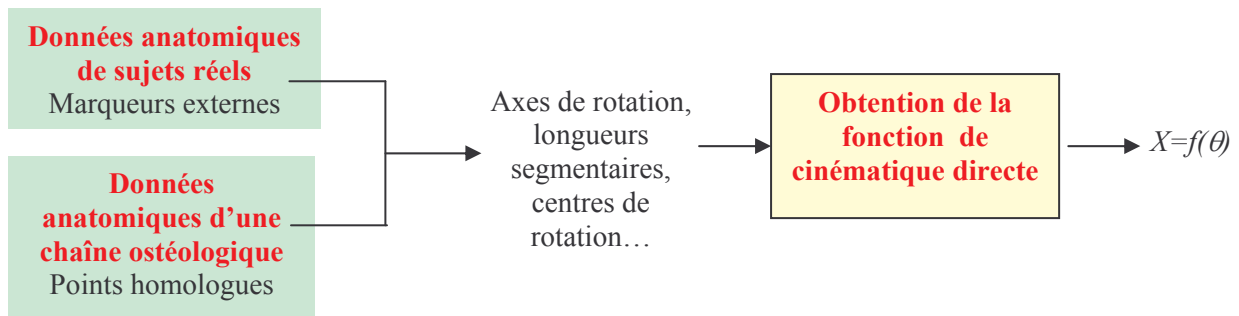 Données anatomiques
de sujets réels
Marqueurs externes
Données
anatomiques d’une
chaîne ostéologique
Points homologues
Axes de rotation,
longueurs
segmentaires,
centres de
rotation…
Obtention de la
fonction de
cinématique directe
X=f(θ)